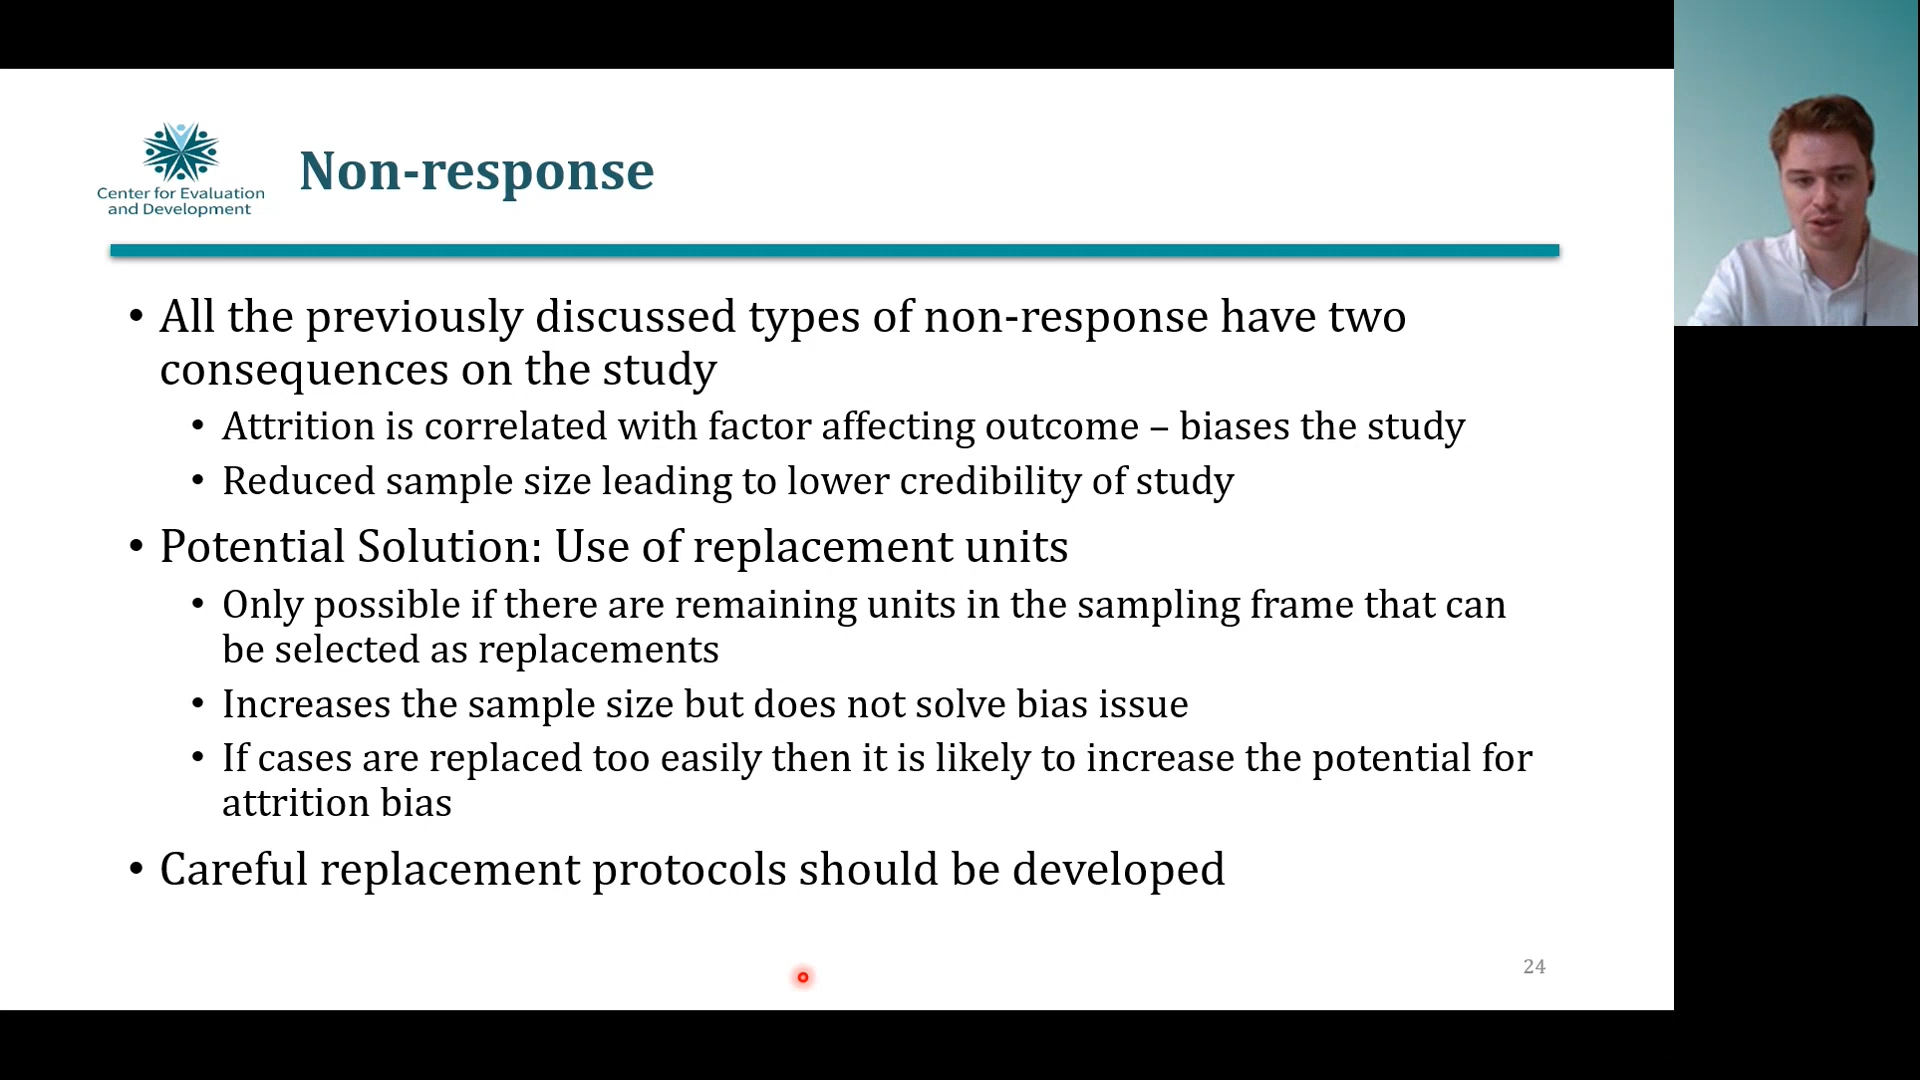 Center for Evaluation
and Development
Non-response
• All the previously discussed types of non-response have two
consequences on the study
• Attrition is correlated with factor affecting outcome – biases the study
• Reduced sample size leading to lower credibility of study
• Potential Solution: Use of replacement units
• Only possible if there are remaining units in the sampling frame that can
be selected as replacements
• Increases the sample size but does not solve bias issue
• If cases are replaced too easily then it is likely to increase the potential for
attrition bias
• Careful replacement protocols should be developed
24